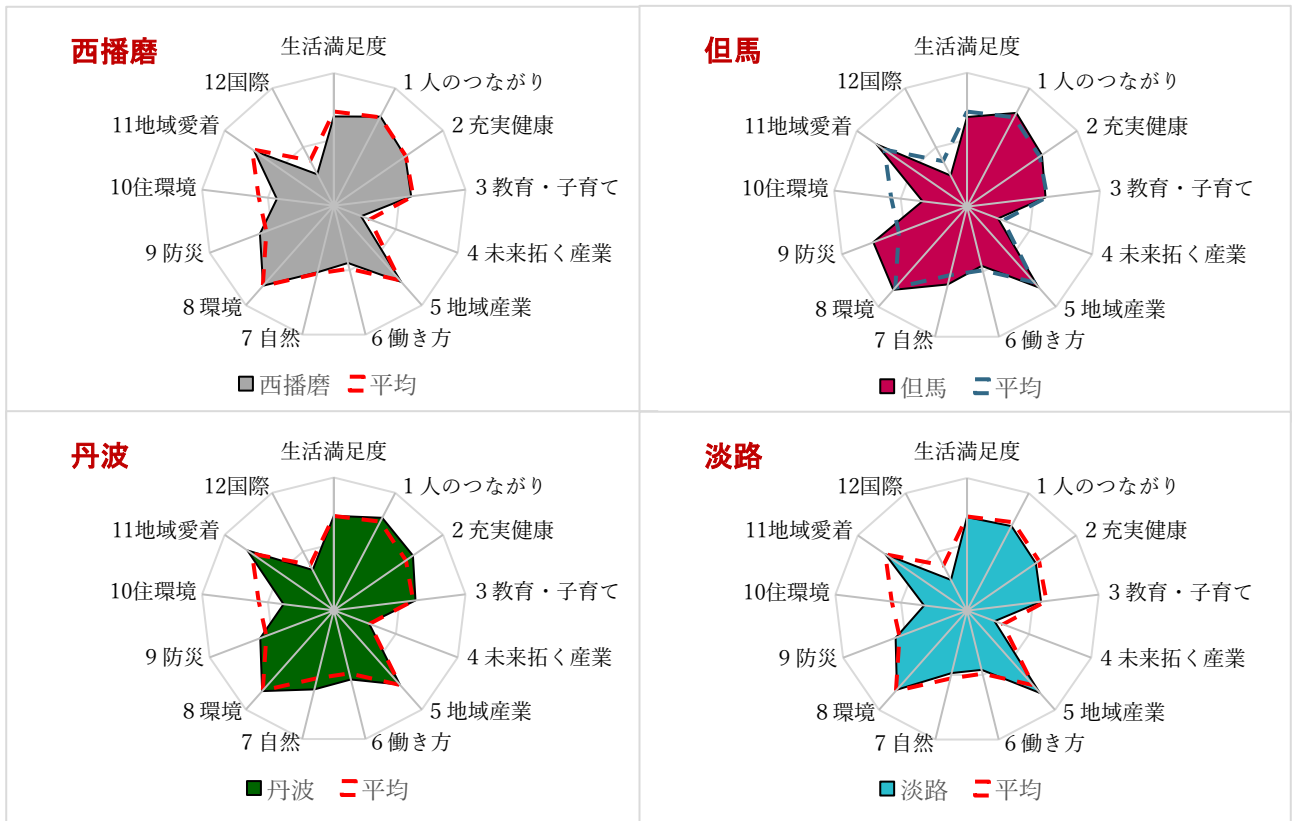 西播磨
生活満足度
1 人のつながり
2 充実健康
3 教育・子育て
4 未来拓く産業
5 地域産業
6 働き方
7 自然
8 環境
9 防災
10住環境
11地域愛着
12国際
西播磨 平均
但馬
生活満足度
1 人のつながり
2 充実健康
3 教育・子育て
4 未来拓く産業
5 地域産業
6 働き方
7 自然
8 環境
9 防災
10住環境
11地域愛着
12国際
但馬 平均
丹波
生活満足度
1 人のつながり
2 充実健康
3 教育・子育て
4 未来拓く産業
5 地域産業
6 働き方
7 自然
8 環境
9 防災
10住環境
11地域愛着
12国際
丹波 平均
淡路
生活満足度
1 人のつながり
2 充実健康
3 教育・子育て
4 未来拓く産業
5 地域産業
6 働き方
7 自然
8 環境
9 防災
10住環境
11地域愛着
12国際
淡路 平均